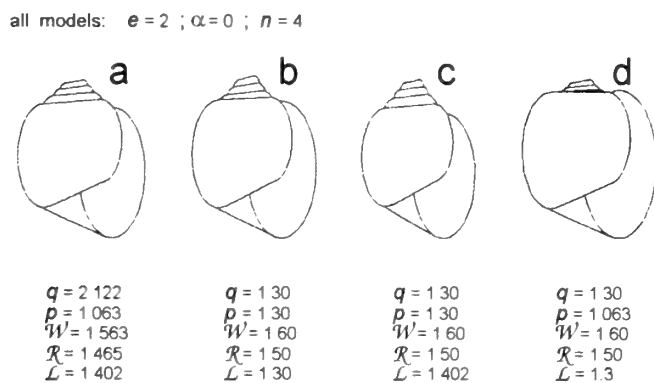 all models: e = 2 ; α = 0 ; n = 4
a b c d
q = 2 122 q = 1 30 q = 1 30 q = 1 30
p = 1 063 p = 1 30 p = 1 30 p = 1 063
W = 1 563 W = 1 60 W = 1 60 W = 1 60
R = 1 465 R = 1 50 R = 1 50 R = 1 50
L = 1 402 L = 1 30 L = 1 402 L = 1.3